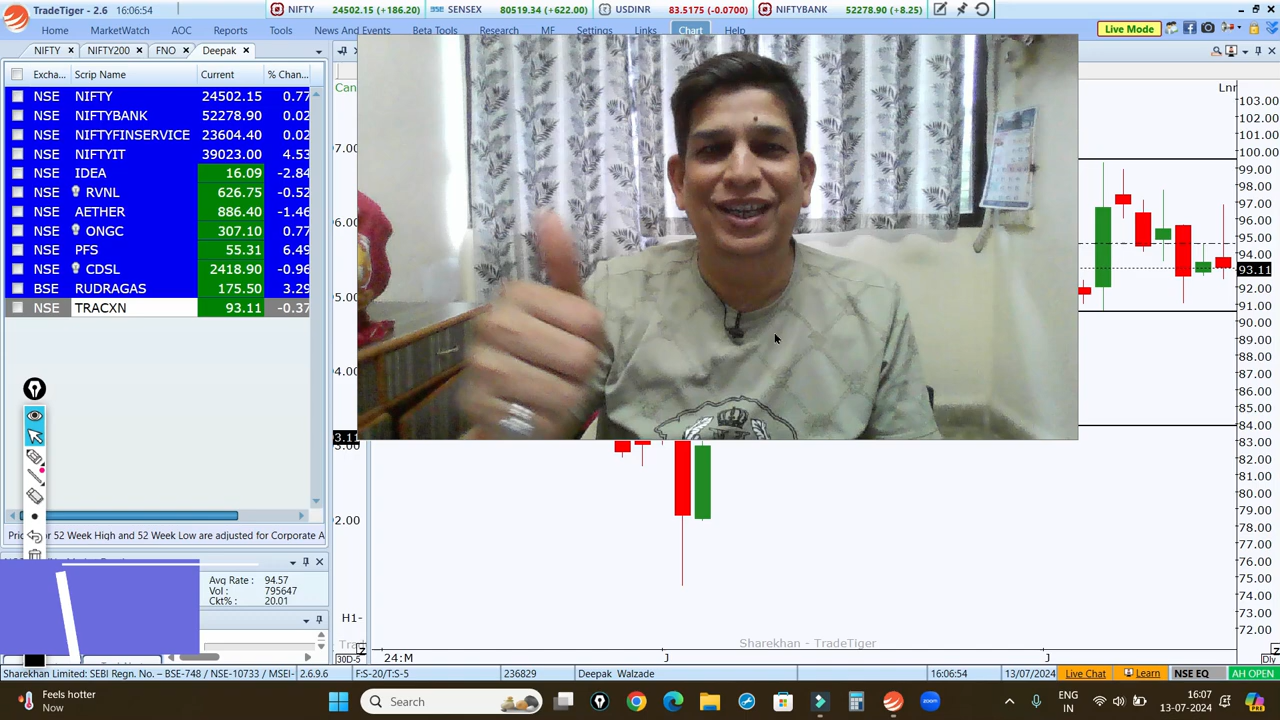 TradeTiger - 2.6 16:06:54 NIFTY 24502.15 (+186.20) SENSEX 80519.34 (+622.00) USDINR 83.5175 (-0.0700) NIFTYBANK 52278.90 (+8.25)
Home MarketWatch AOC Reports Tools News And Events Beta Tools Research MF Settings Links Chart Help Live Mode
NIFTY NIFTY200 FNO Deepak
Excha... Scrip Name Current % Chan...
NSE NIFTY 24502.15 0.77
NSE NIFTYBANK 52278.90 0.02
NSE NIFTYFINSERVICE 23604.40 0.02
NSE NIFTYIT 39023.00 4.53
NSE IDEA 16.09 -2.84
NSE RVNL 626.75 -0.52
NSE AETHER 886.40 -1.46
NSE ONGC 307.10 0.77
NSE PFS 55.31 6.49
NSE CDSL 2418.90 -0.96
BSE RUDRAGAS 175.50 3.29
NSE TRACXN 93.11 -0.37
52 Week High and 52 Week Low are adjusted for Corporate A
Avg Rate : 94.57
Vol : 795647
Ckt% : 20.01
103.00
102.00
100.00
99.00
98.00
97.00
95.00
94.00
93.11
92.00
90.00
89.00
88.00
87.00
85.00
84.00
83.00
82.00
80.00
79.00
78.00
77.00
75.00
74.00
73.00
72.00
H1-
Sharekhan - TradeTiger
30D-5 24:M J J
Sharekhan Limited: SEBI Regn. No. – BSE-748 / NSE-10733 / MSEI- 2.6.9.6 F:S-20/T:S-5 236829 Deepak Walzade 16:06:54 13/07/2024 Live Chat Learn NSE EQ AH OPEN
Feels hotter
Now
Search
ENG
IN
16:07
13-07-2024